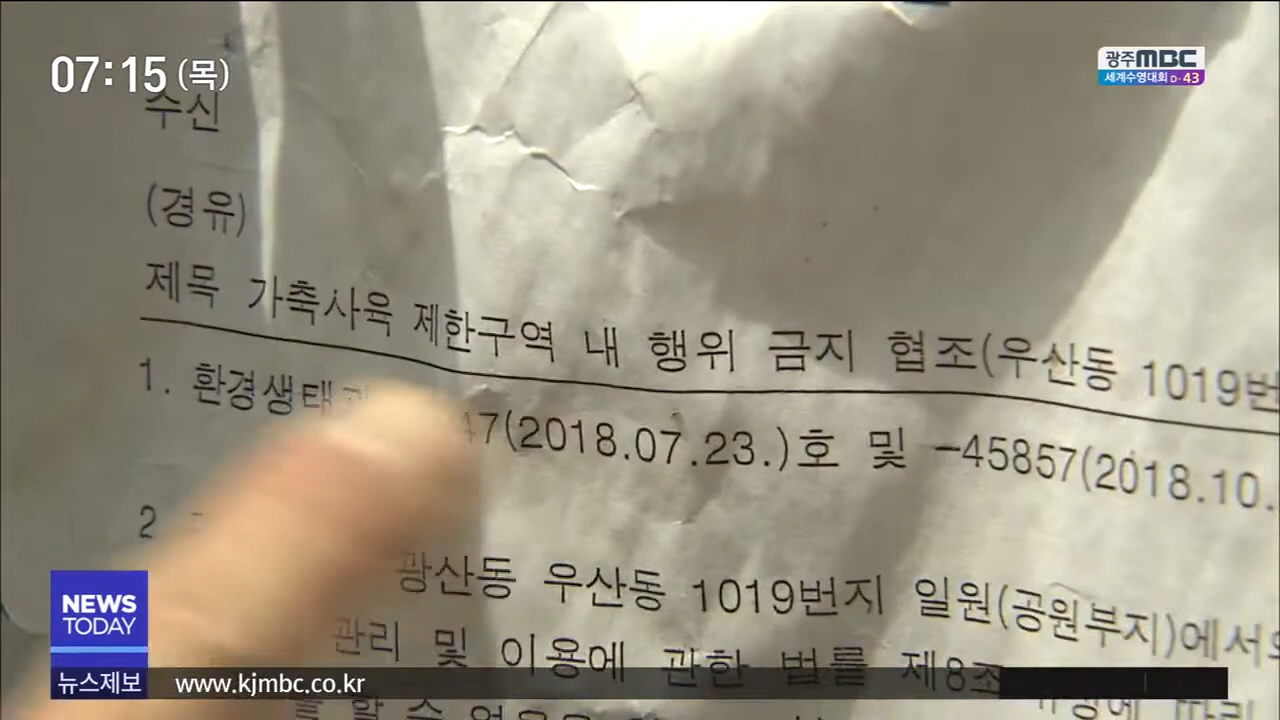 07:15 (목)
광주MBC
세계수영대회 D-43
수신
(경유)
제목 가축사육 제한구역 내 행위 금지 협조(우산동 1019번
1. 환경생태 47(2018.07.23.)호 및 -45857(2018.10.
2
광산동 우산동 1019번지 일원(공원부지)에서의
관리 및 이용에 관한 법률 제8조
NEWS
TODAY
뉴스제보 www.kjmbc.co.kr